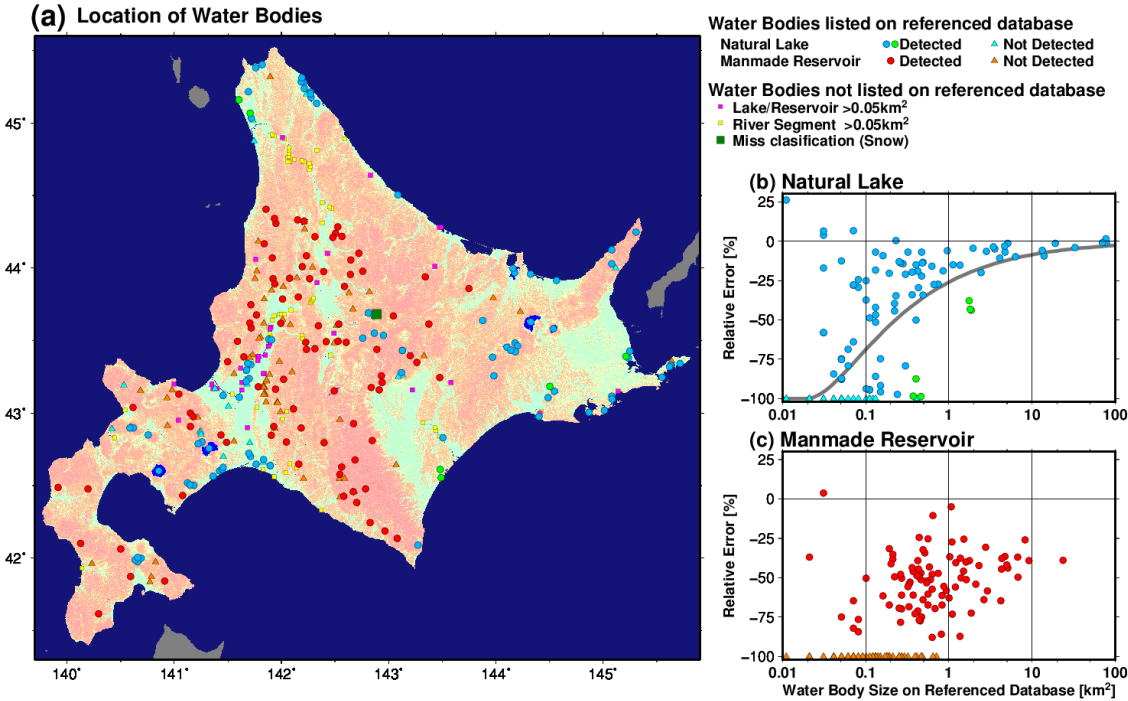 (a) Location of Water Bodies
45°
44°
43°
42°
140° 141° 142° 143° 144° 145°
Water Bodies listed on referenced database
Natural Lake Detected Not Detected
Manmade Reservoir Detected Not Detected
Water Bodies not listed on referenced database
Lake/Reservoir >0.05km²
River Segment >0.05km²
Miss clasification (Snow)
(b) Natural Lake
Relative Error [%]
25
0
−25
−50
−75
−100
0.01 0.1 1 10 100
(c) Manmade Reservoir
Relative Error [%]
25
0
−25
−50
−75
−100
0.01 0.1 1 10 100
Water Body Size on Referenced Database [km²]